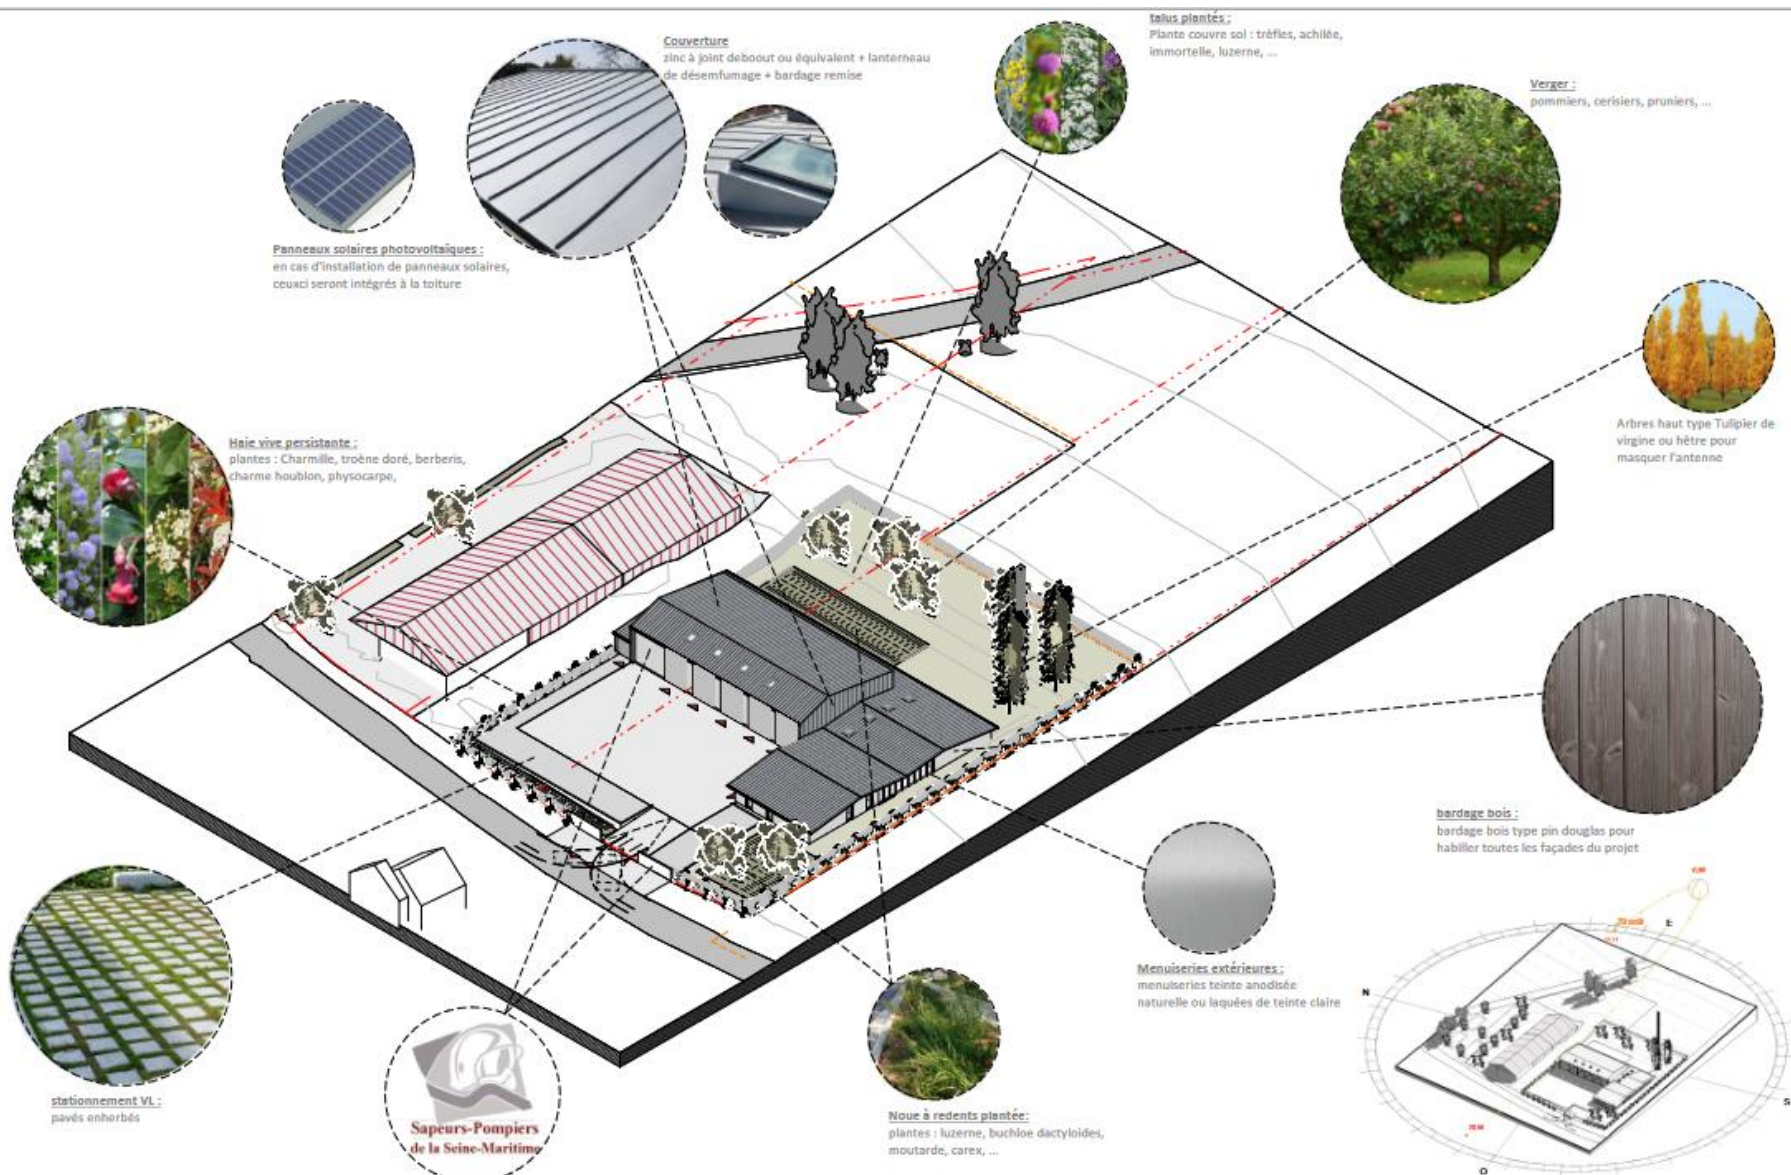 Couverture
zinc à joint deboout ou équivalent + lanterneau
de désemfumage + bardage remise
talus plantés :
Plante couvre sol : trèfles, achilée,
immortelle, luzerne, ...
Verger :
pommiers, cerisiers, pruniers, ...
Panneaux solaires photovoltaïques :
en cas d'installation de panneaux solaires,
ceuxci seront intégrés à la toiture
Arbres haut type Tulipier de
virgine ou hêtre pour
masquer l'antenne
Haie vive persistante :
plantes : Charmille, troène doré, berberis,
charme houblon, physocarpe,
bardage bois :
bardage bois type pin douglas pour
habiller toutes les façades du projet
Menuiseries extérieures :
menuiseries teinte anodisée
naturelle ou laquées de teinte claire
stationnement VL :
pavés enherbés
Sapeurs-Pompiers
de la Seine-Maritime
Noue à redents plantée:
plantes : luzerne, buchloe dactyloides,
moutarde, carex, ...
E
N
S
O